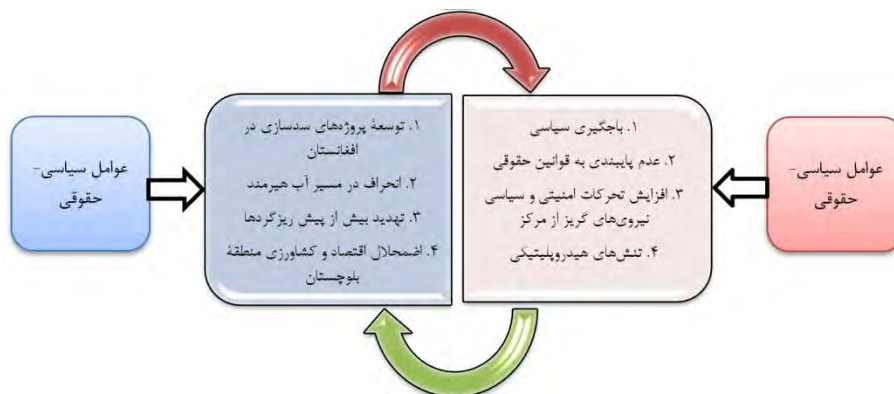 عوامل سیاسی-
حقوقی
۱. باجگیری سیاسی
۲. عدم پایبندی به قوانین حقوقی
۳. افزایش تحرکات امنیتی و سیاسی
نیروی‌های گریز از مرکز
۴. تنش‌های هیدروپلیتیکی
۱. توسعهٔ پروژه‌های سدسازی در
افغانستان
۲. انحراف در مسیر آب هیرمند
۳. تهدید بیش از پیش ریزگردها
۴. اضمحلال اقتصاد و کشاورزی منطقهٔ
بلوچستان
عوامل سیاسی-
حقوقی